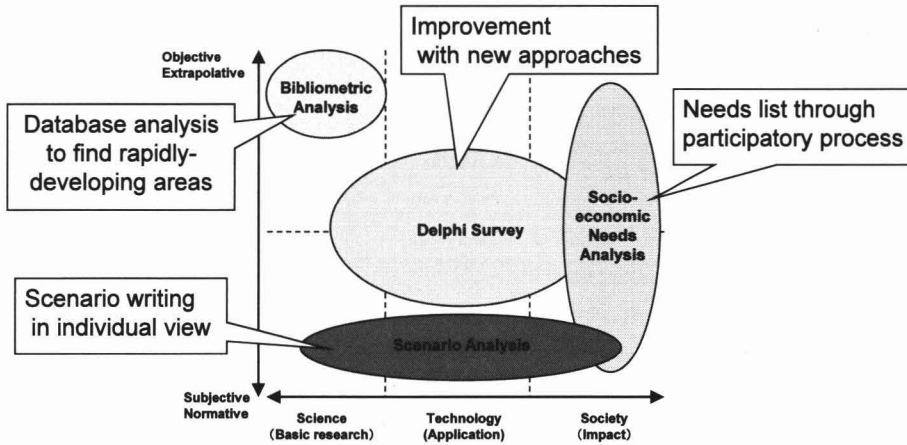 Improvement
with new approaches
Objective
Extrapolative
Bibliometric
Analysis
Database analysis
to find rapidly-
developing areas
Needs list through
participatory process
Delphi Survey
Socio-
economic
Needs
Analysis
Scenario writing
in individual view
Scenario Analysis
Subjective
Normative
Science
(Basic research)
Technology
(Application)
Society
(Impact)